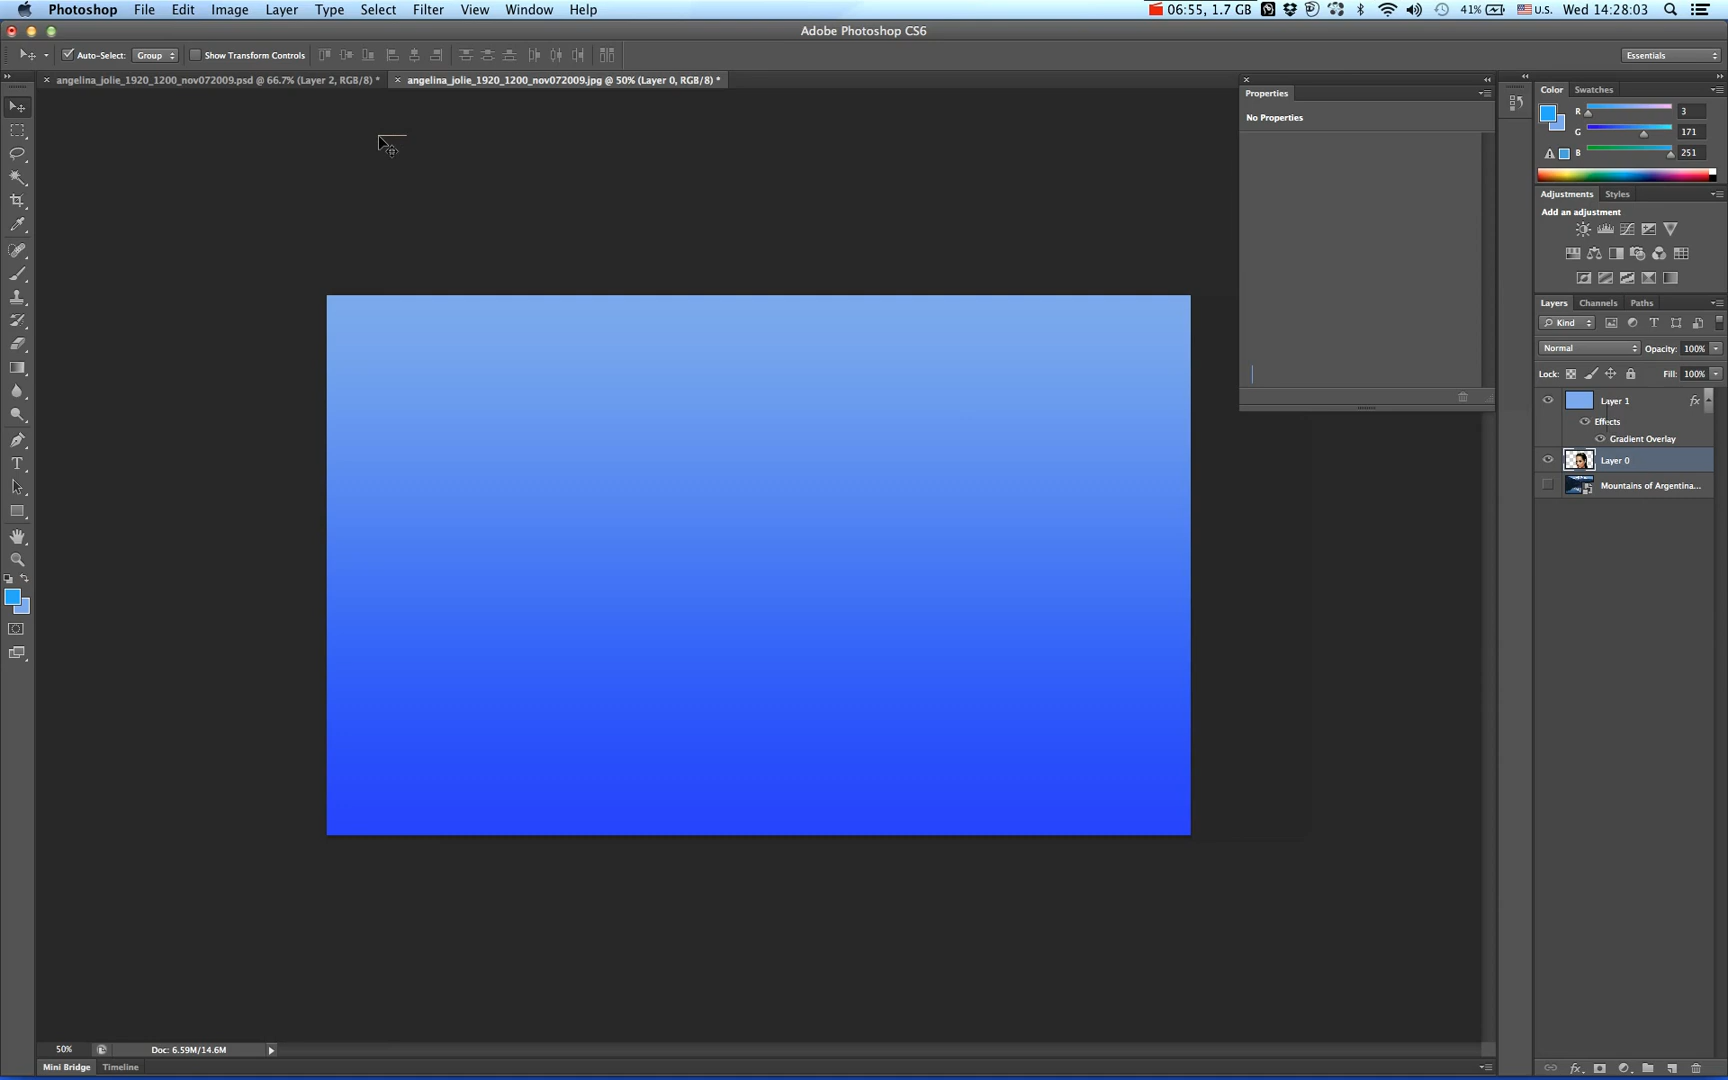 Photoshop File Edit Image Layer Type Select Filter View Window Help 06:55, 1.7 GB 41% U.S. Wed 14:28:03
Adobe Photoshop CS6
Auto-Select: Group Show Transform Controls Essentials
angelina_jolie_1920_1200_nov072009.psd @ 66.7% (Layer 2, RGB/8) * angelina_jolie_1920_1200_nov072009.jpg @ 50% (Layer 0, RGB/8) *
Properties
No Properties
Color Swatches
R 3
G 171
B 251
Adjustments Styles
Add an adjustment
Layers Channels Paths
Kind
Normal Opacity: 100%
Lock: Fill: 100%
Layer 1 fx
Effects
Gradient Overlay
Layer 0
Mountains of Argentina...
50% Doc: 6.59M/14.6M
Mini Bridge Timeline
fx